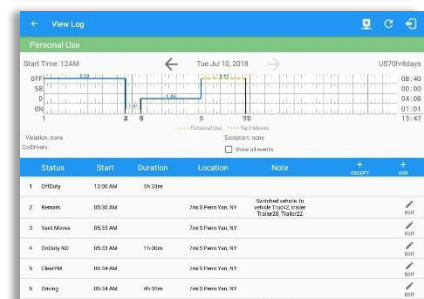 View Log
Personal Use
Start Time: 12AM
Tue Jul 10, 2018
US70hr8days
OFF
08:40
SB
00:00
D
04:06
ON
01:01
13:47
Personal Use
Yard Moves
Violation: none
Exception: none
Co-Drivers:
Show all events
Status Start Duration Location Note EXCEPT ADD
1 OffDuty 12:00 AM 5h 33m
2 Remark 05:30 AM 7mi S Penn Yan, NY Switched vehicle to vehicle Truck2, trailer Trailer20, Trailer22 EDIT
3 Yard Moves 05:33 AM 7mi S Penn Yan, NY EDIT
4 OnDuty ND 05:33 AM 1h 00m 7mi S Penn Yan, NY EDIT
5 ClearYM 06:34 AM 7mi S Penn Yan, NY EDIT
6 Driving 06:34 AM 4h 05m 7mi S Penn Yan, NY EDIT